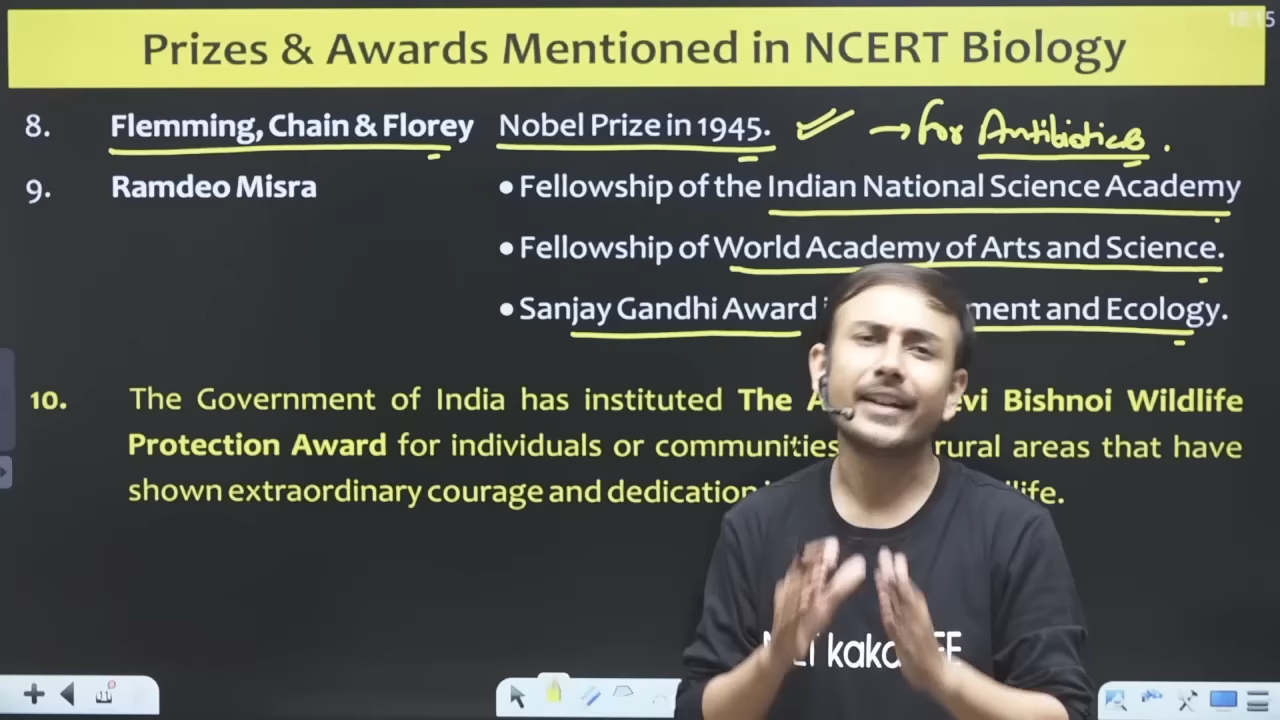 18:15
Prizes & Awards Mentioned in NCERT Biology
8. Flemming, Chain & Florey Nobel Prize in 1945. → for Antibiotics.
9. Ramdeo Misra • Fellowship of the Indian National Science Academy
• Fellowship of World Academy of Arts and Science.
• Sanjay Gandhi Award and Ecology.
10. The Government of India has instituted The Bishnoi Wildlife
Protection Award for individuals or communities rural areas that have
shown extraordinary courage and dedication
kaka